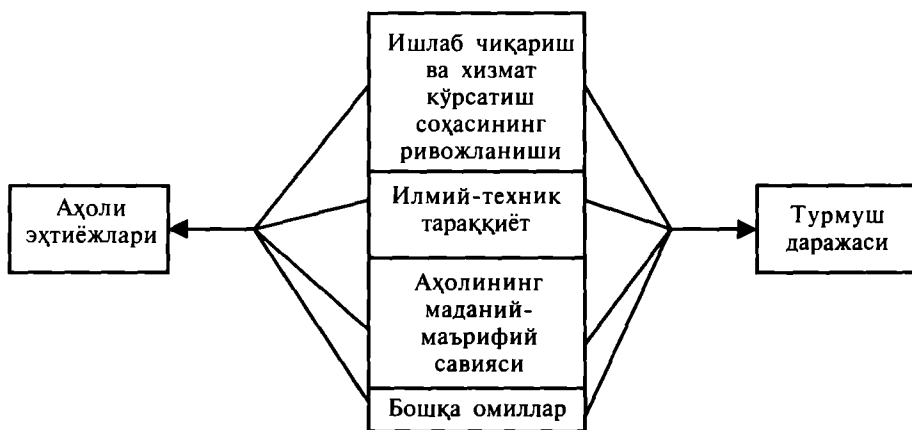 Аҳоли
эҳтиёжлари
Ишлаб чиқариш
ва хизмат
кўрсатиш
соҳасининг
ривожланиши
Илмий-техник
тараққиёт
Аҳолининг
маданий-
маърифий
савияси
Бошқа омиллар
Турмуш
даражаси